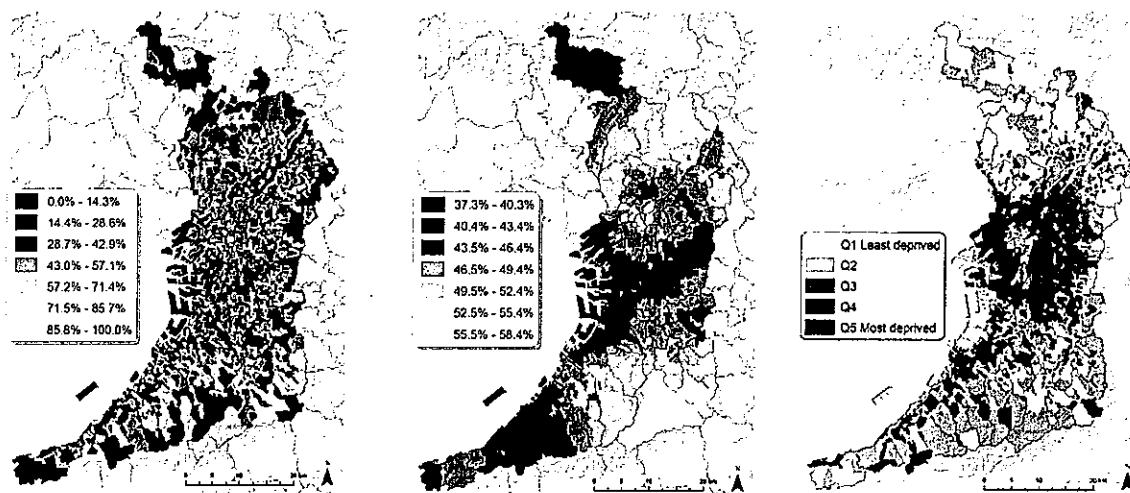 0.0% - 14.3%
14.4% - 28.6%
28.7% - 42.9%
43.0% - 57.1%
57.2% - 71.4%
71.5% - 85.7%
85.8% - 100.0%
37.3% - 40.3%
40.4% - 43.4%
43.5% - 46.4%
46.5% - 49.4%
49.5% - 52.4%
52.5% - 55.4%
55.5% - 58.4%
Q1 Least deprived
Q2
Q3
Q4
Q5 Most deprived